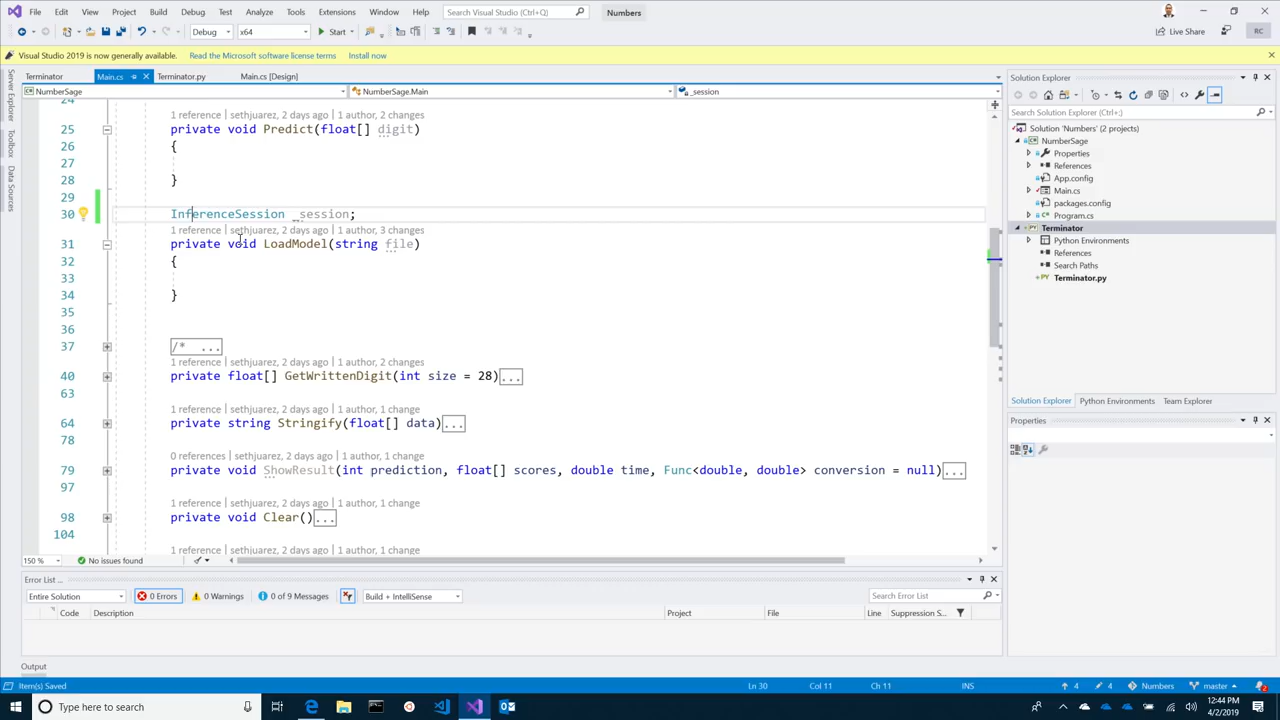 File Edit View Project Build Debug Team Tools Test Analyze Tools Extensions Window Help Search Visual Studio (Ctrl+Q) Numbers
Debug x64 Start Live Share RC
Visual Studio 2019 is now generally available. Read the Microsoft software license terms Install now
Server Explorer
Toolbox
Data Sources
Terminator Main.cs Terminator.py Main.cs [Design]
NumberSage NumberSage.Main _session
24
1 reference | sethjuarez, 2 days ago | 1 author, 2 changes
25 private void Predict(float[] digit)
26 {
27
28 }
29
30 InferenceSession _session;
1 reference | sethjuarez, 2 days ago | 1 author, 3 changes
31 private void LoadModel(string file)
32 {
33
34 }
35
36
37 /* ...
1 reference | sethjuarez, 2 days ago | 1 author, 2 changes
40 private float[] GetWrittenDigit(int size = 28)...
63
1 reference | sethjuarez, 2 days ago | 1 author, 1 change
64 private string Stringify(float[] data)...
78
0 references | sethjuarez, 2 days ago | 1 author, 1 change
79 private void ShowResult(int prediction, float[] scores, double time, Func<double, double> conversion = null)...
97
1 reference | sethjuarez, 2 days ago | 1 author, 1 change
98 private void Clear()...
104
1 reference | sethjuarez, 2 days ago | 1 author, 1 change
150 % No issues found
Solution Explorer
Search Solution Explorer (Ctrl+;)
Solution 'Numbers' (2 projects)
NumberSage
Properties
References
App.config
Main.cs
packages.config
Program.cs
Terminator
Python Environments
References
Search Paths
Terminator.py
Solution Explorer Python Environments Team Explorer
Properties
Error List ...
Entire Solution 0 Errors 0 Warnings 0 of 9 Messages Build + IntelliSense Search Error List
Code Description Project File Line Suppression S...
Output
Item(s) Saved Ln 30 Col 11 Ch 11 INS 4 4 Numbers master 2
Type here to search 12:44 PM
4/2/2019